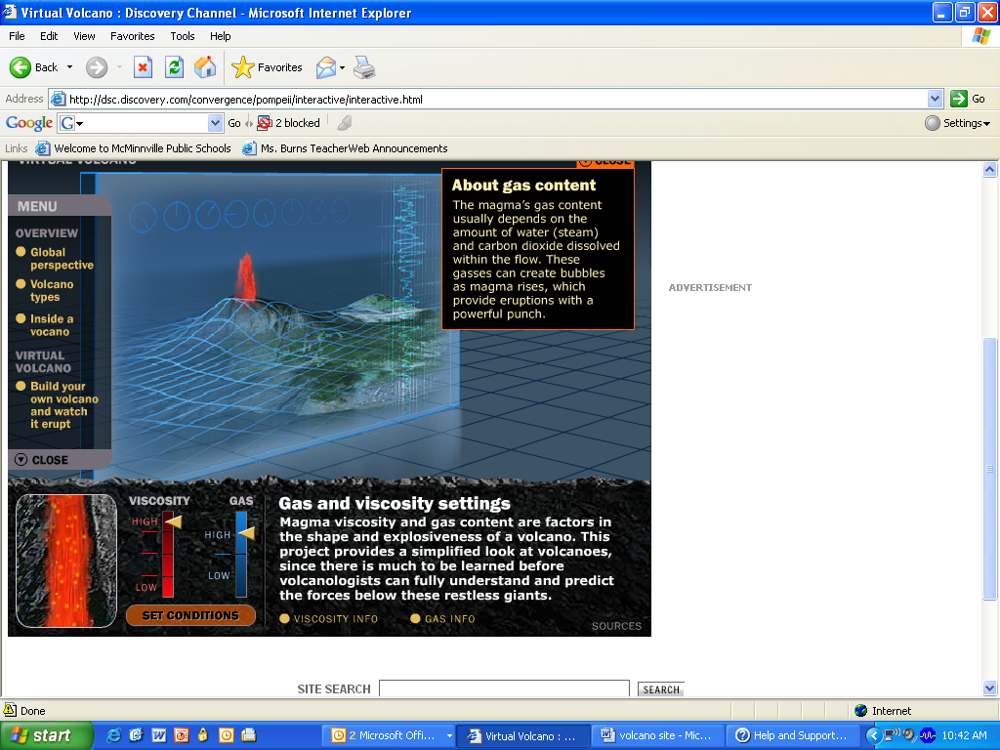 Virtual Volcano : Discovery Channel - Microsoft Internet Explorer
File Edit View Favorites Tools Help
Back Favorites
Address http://dsc.discovery.com/convergence/pompeii/interactive/interactive.html Go
Google G Go 2 blocked Settings
Links Welcome to McMinnville Public Schools Ms. Burns TeacherWeb Announcements
VIRTUAL VOLCANO
CLOSE
MENU
OVERVIEW
Global
perspective
Volcano
types
Inside a
vocano
VIRTUAL
VOLCANO
Build your
own volcano
and watch
it erupt
CLOSE
About gas content
The magma's gas content
usually depends on the
amount of water (steam)
and carbon dioxide dissolved
within the flow. These
gasses can create bubbles
as magma rises, which
provide eruptions with a
powerful punch.
ADVERTISEMENT
VISCOSITY GAS
HIGH
HIGH
LOW
LOW
SET CONDITIONS
Gas and viscosity settings
Magma viscosity and gas content are factors in
the shape and explosiveness of a volcano. This
project provides a simplified look at volcanoes,
since there is much to be learned before
volcanologists can fully understand and predict
the forces below these restless giants.
VISCOSITY INFO GAS INFO
SOURCES
SITE SEARCH SEARCH
Done Internet
start 2 Microsoft Offi... Virtual Volcano : ... volcano site - Mic... Help and Support... 10:42 AM